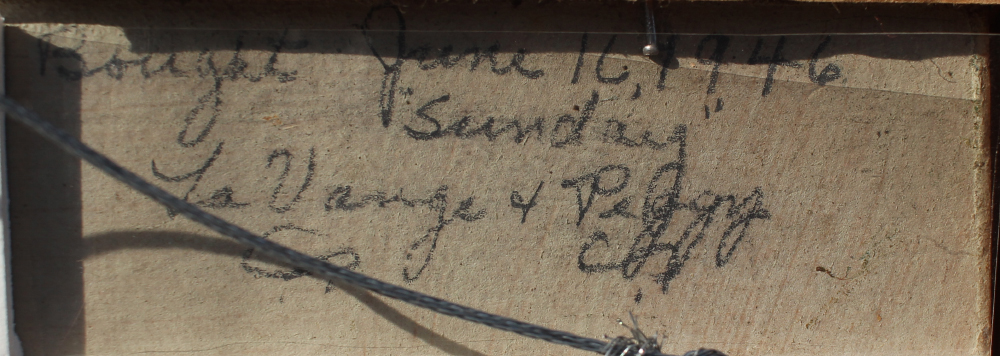 Bought June 16, 1946
"Sunday"
La Vange & Peggy